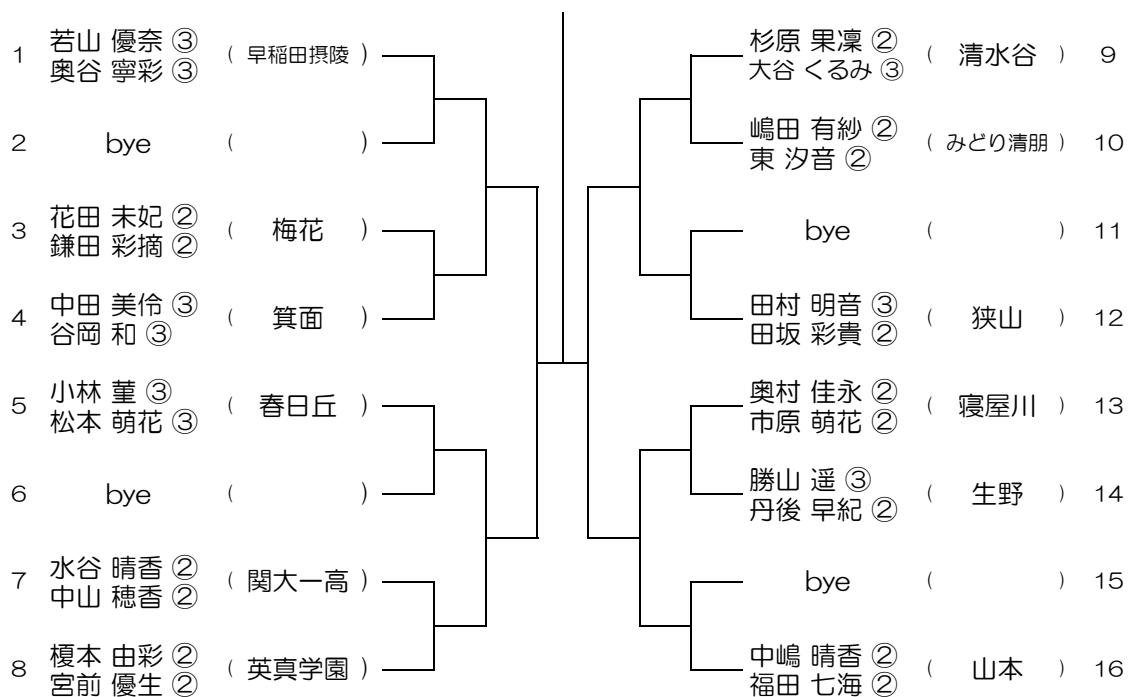 1 若山 優奈 ③ ( 早稲田摂陵 )
奥谷 寧彩 ③
2 bye ( )
3 花田 未妃 ② ( 梅花 )
鎌田 彩摘 ②
4 中田 美伶 ③ ( 箕面 )
谷岡 和 ③
5 小林 菫 ③ ( 春日丘 )
松本 萌花 ③
6 bye ( )
7 水谷 晴香 ② ( 関大一高 )
中山 穂香 ②
8 榎本 由彩 ② ( 英真学園 )
宮前 優生 ②
杉原 果凜 ② ( 清水谷 ) 9
大谷 くるみ ③
嶋田 有紗 ② ( みどり清朋 ) 10
東 汐音 ②
bye ( ) 11
田村 明音 ③ ( 狭山 ) 12
田坂 彩貴 ②
奥村 佳永 ② ( 寝屋川 ) 13
市原 萌花 ②
勝山 遥 ③ ( 生野 ) 14
丹後 早紀 ②
bye ( ) 15
中嶋 晴香 ② ( 山本 ) 16
福田 七海 ②